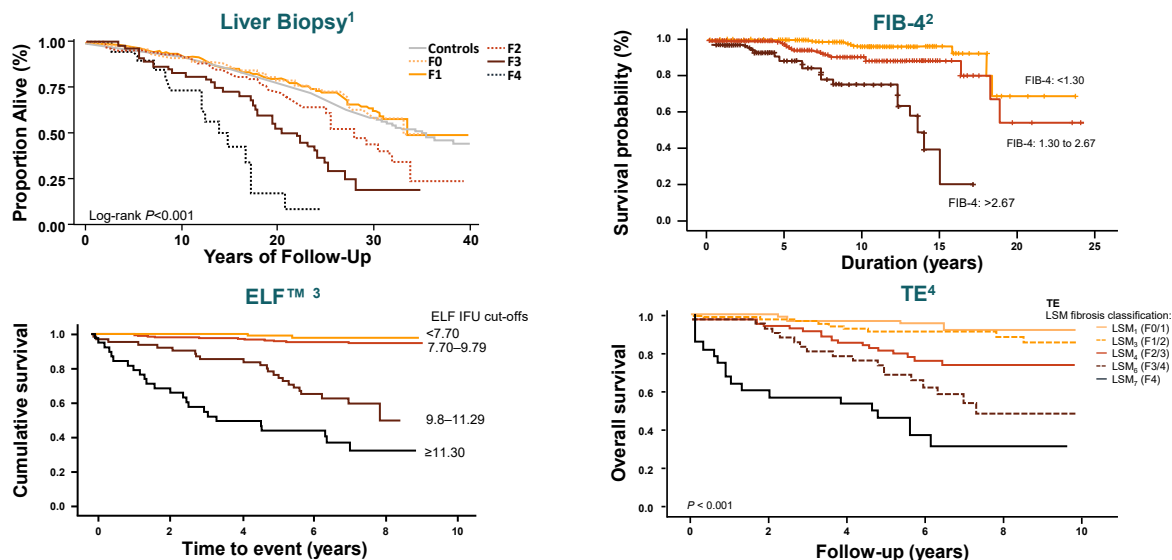 Liver Biopsy1
Proportion Alive (%)
1.00
0.75
0.50
0.25
0.00
Controls
F0
F1
F2
F3
F4
Log-rank P<0.001
0
10
20
30
40
Years of Follow-Up
FIB-42
Survival probability (%)
1.0
0.8
0.6
0.4
0.2
0.0
FIB-4: <1.30
FIB-4: 1.30 to 2.67
FIB-4: >2.67
0
5
10
15
20
25
Duration (years)
ELF™ 3
Cumulative survival
1.0
0.8
0.6
0.4
0.2
0.0
ELF IFU cut-offs
<7.70
7.70–9.79
9.8–11.29
≥11.30
0
2
4
6
8
10
Time to event (years)
TE4
Overall survival
1.0
0.8
0.6
0.4
0.2
0.0
TE
LSM fibrosis classification:
LSM1 (F0/1)
LSM3 (F1/2)
LSM4 (F2/3)
LSM6 (F3/4)
LSM7 (F4)
P < 0.001
0
2
4
6
8
10
Follow-up (years)